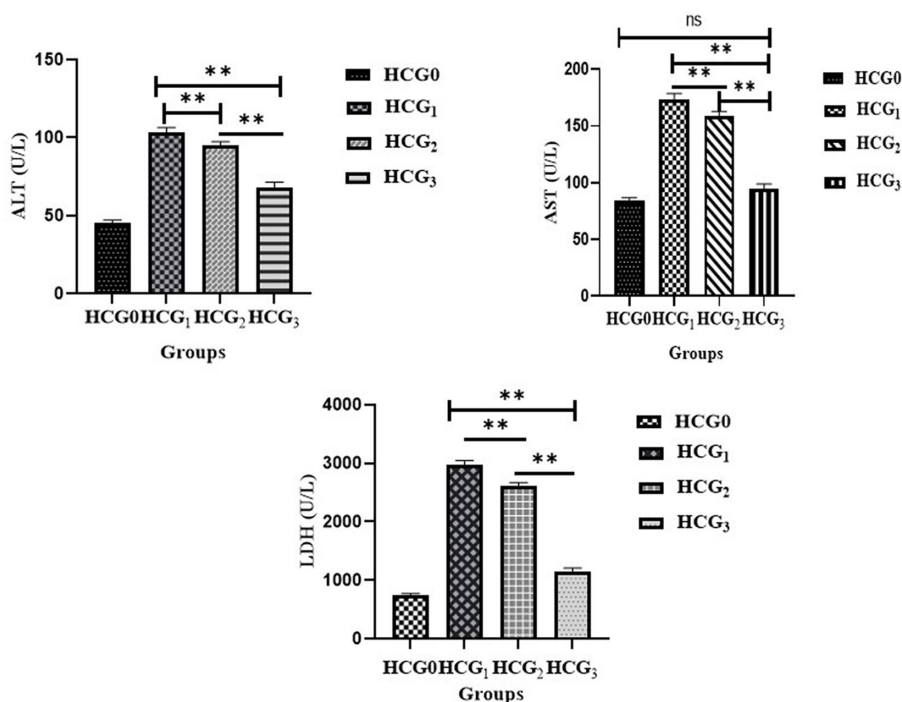 ns
**
**
**
150
100
50
0
ALT (U/L)
HCG0 HCG₁ HCG₂ HCG₃
Groups
**
**
**
HCG0
HCG₁
HCG₂
HCG₃
200
150
100
50
0
AST (U/L)
HCG0 HCG₁ HCG₂ HCG₃
Groups
HCG0
HCG₁
HCG₂
HCG₃
4000
3000
2000
1000
0
LDH (U/L)
**
**
**
HCG0 HCG₁ HCG₂ HCG₃
Groups
HCG0
HCG₁
HCG₂
HCG₃